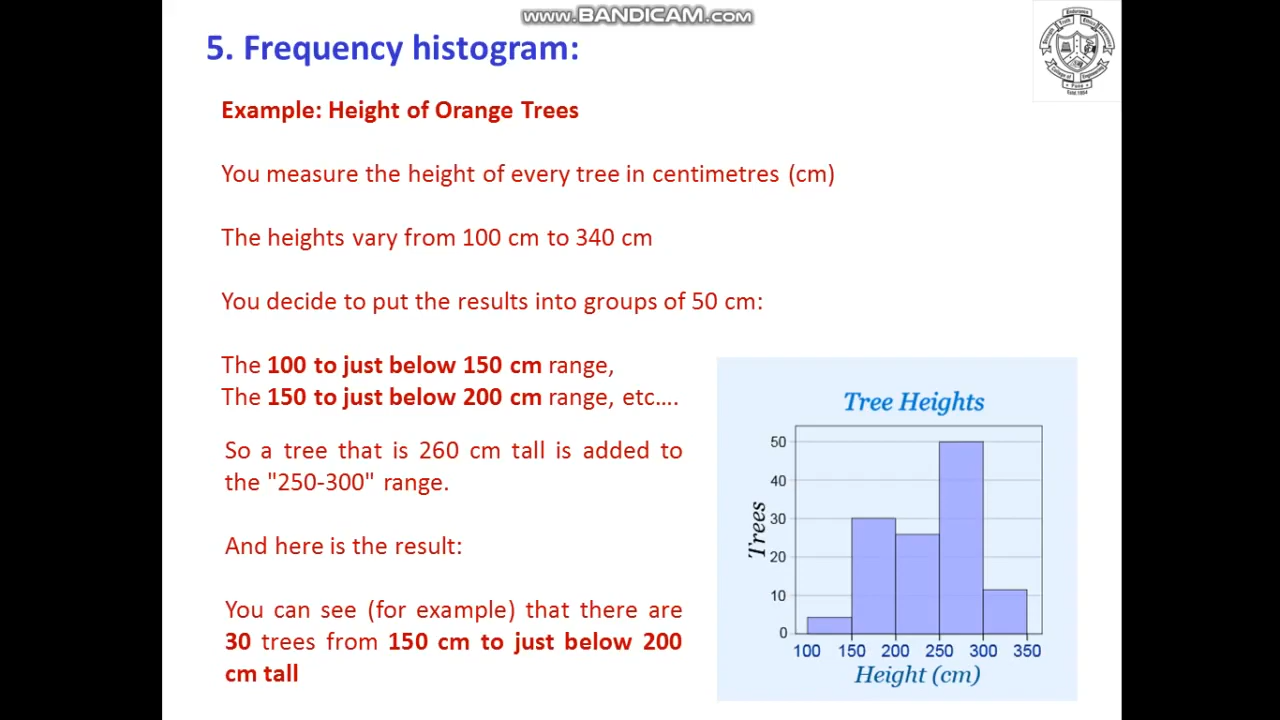 www.BANDICAM.com
5. Frequency histogram:
Example: Height of Orange Trees
You measure the height of every tree in centimetres (cm)
The heights vary from 100 cm to 340 cm
You decide to put the results into groups of 50 cm:
The 100 to just below 150 cm range,
The 150 to just below 200 cm range, etc....
So a tree that is 260 cm tall is added to
the "250-300" range.
And here is the result:
You can see (for example) that there are
30 trees from 150 cm to just below 200
cm tall
Tree Heights
50
40
30
20
10
0
Trees
100 150 200 250 300 350
Height (cm)